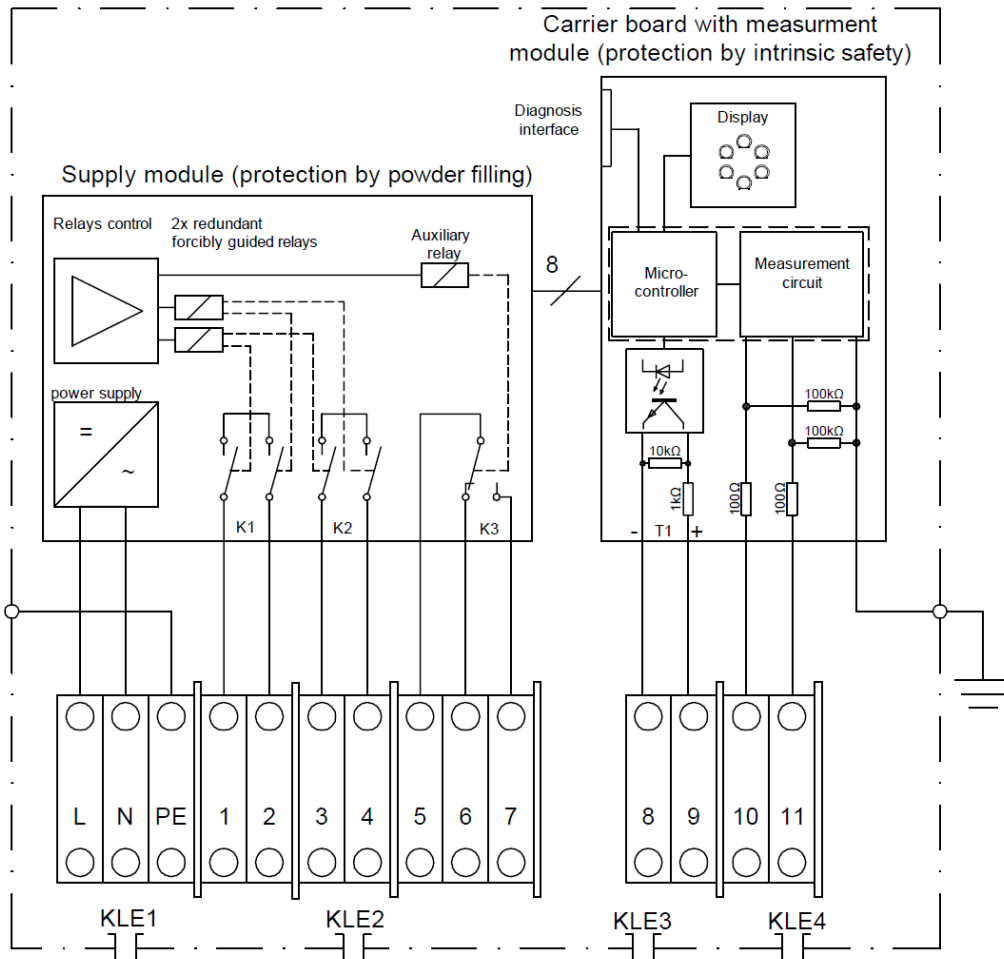 Carrier board with measurment
module (protection by intrinsic safety)
Diagnosis
interface
Display
Supply module (protection by powder filling)
Relays control
2x redundant
forcibly guided relays
Auxiliary
relay
8
Micro-
controller
Measurement
circuit
power supply
=
~
100kΩ
100kΩ
10kΩ
1kΩ
100Ω
100Ω
K1
K2
K3
- T1 +
L N PE 1 2 3 4 5 6 7 8 9 10 11
KLE1 KLE2 KLE3 KLE4